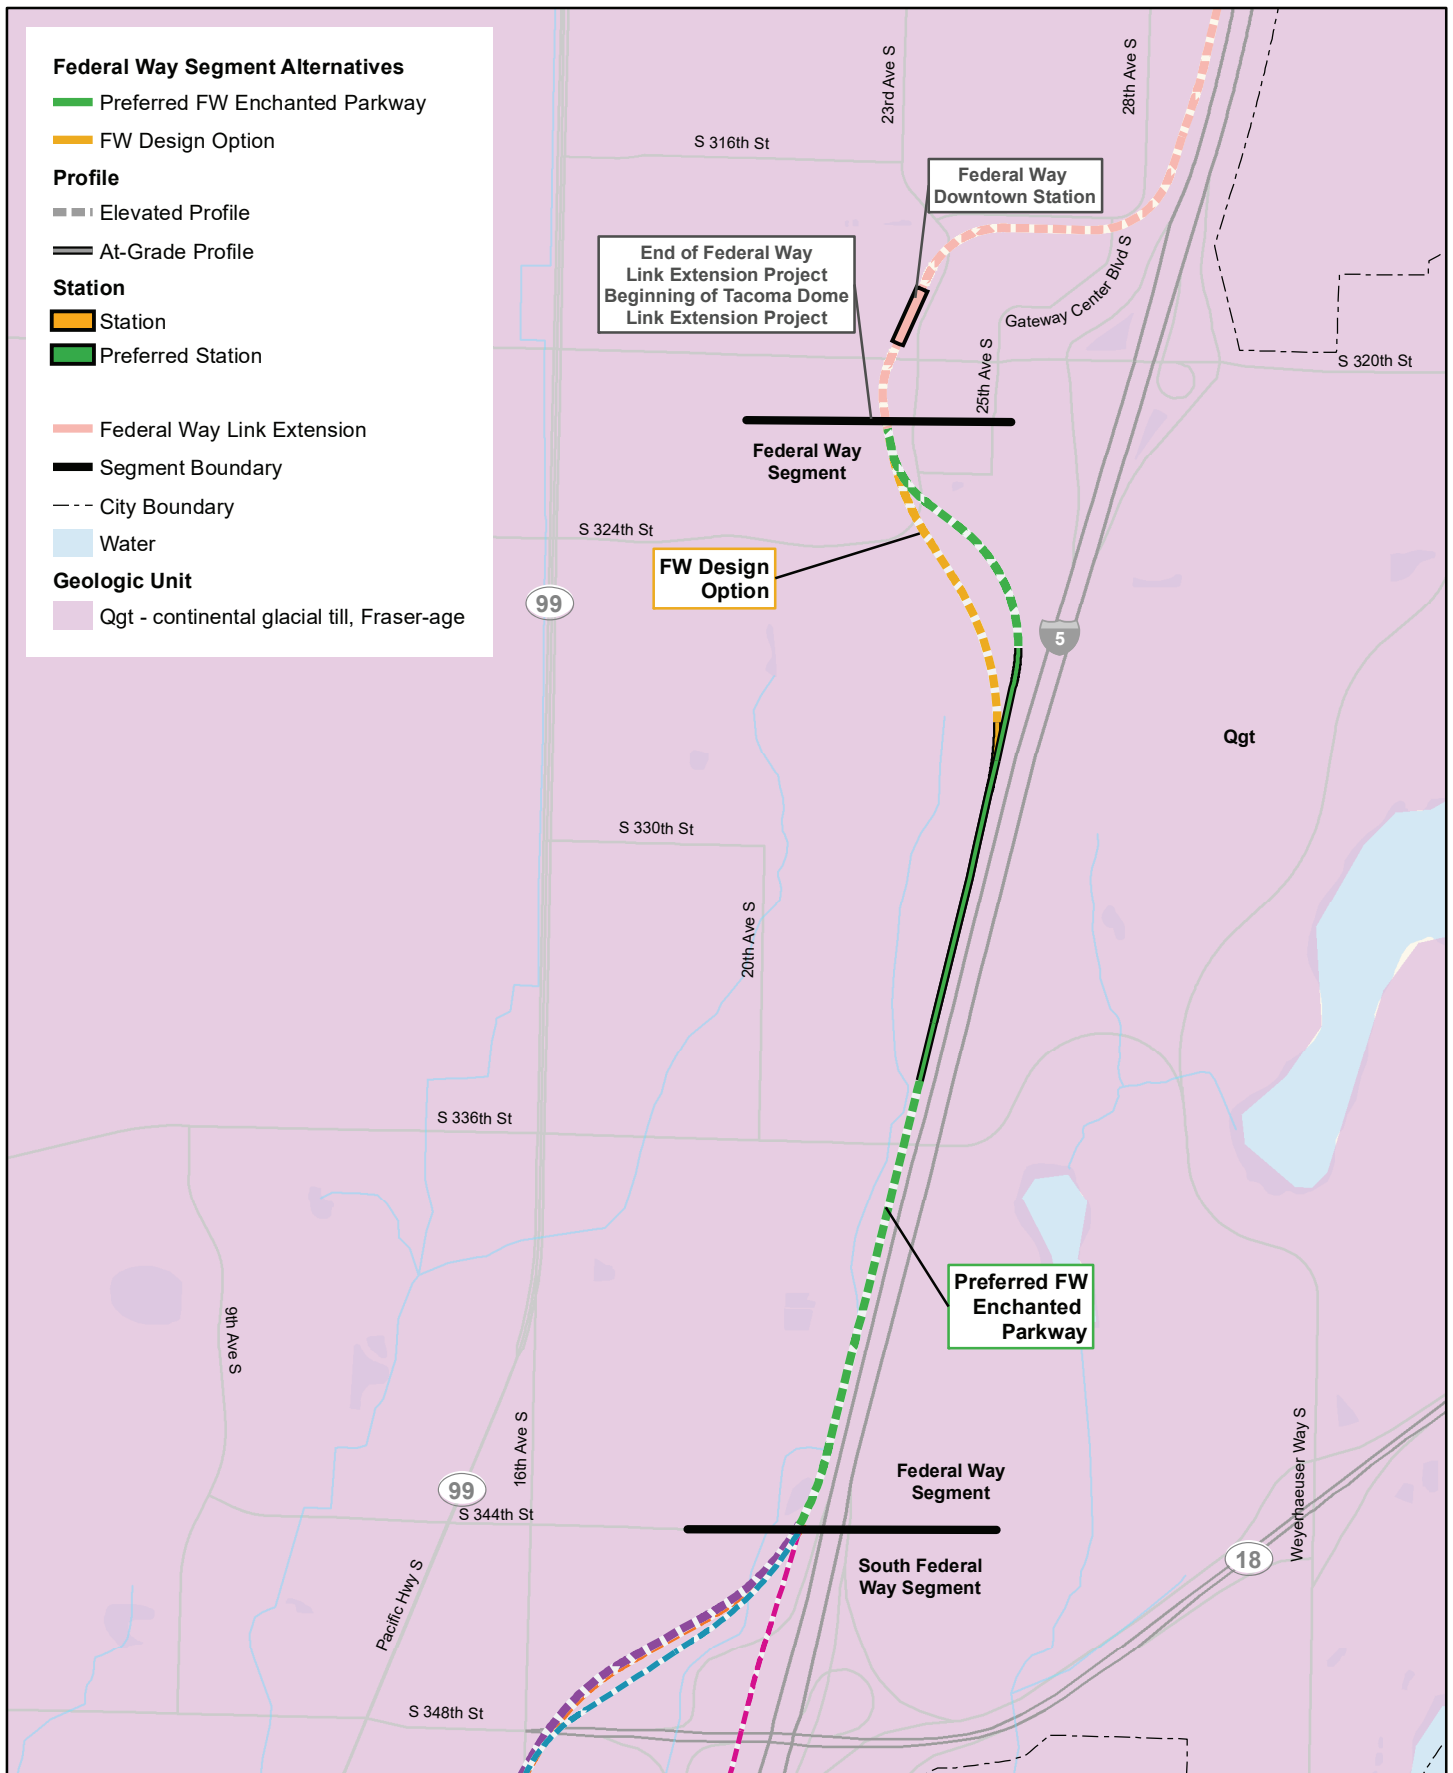 Federal Way Segment Alternatives
Preferred FW Enchanted Parkway
FW Design Option
Profile
Elevated Profile
At-Grade Profile
Station
Station
Preferred Station
Federal Way Link Extension
Segment Boundary
City Boundary
Water
Geologic Unit
Qgt - continental glacial till, Fraser-age
23rd Ave S
28th Ave S
S 316th St
Federal Way
Downtown Station
End of Federal Way
Link Extension Project
Beginning of Tacoma Dome
Link Extension Project
Gateway Center Blvd S
25th Ave S
S 320th St
Federal Way
Segment
S 324th St
FW Design
Option
99
5
Qgt
S 330th St
20th Ave S
S 336th St
Preferred FW
Enchanted
Parkway
9th Ave S
16th Ave S
Weyerhaeuser Way S
99
Federal Way
Segment
S 344th St
South Federal
Way Segment
18
Pacific Hwy S
S 348th St